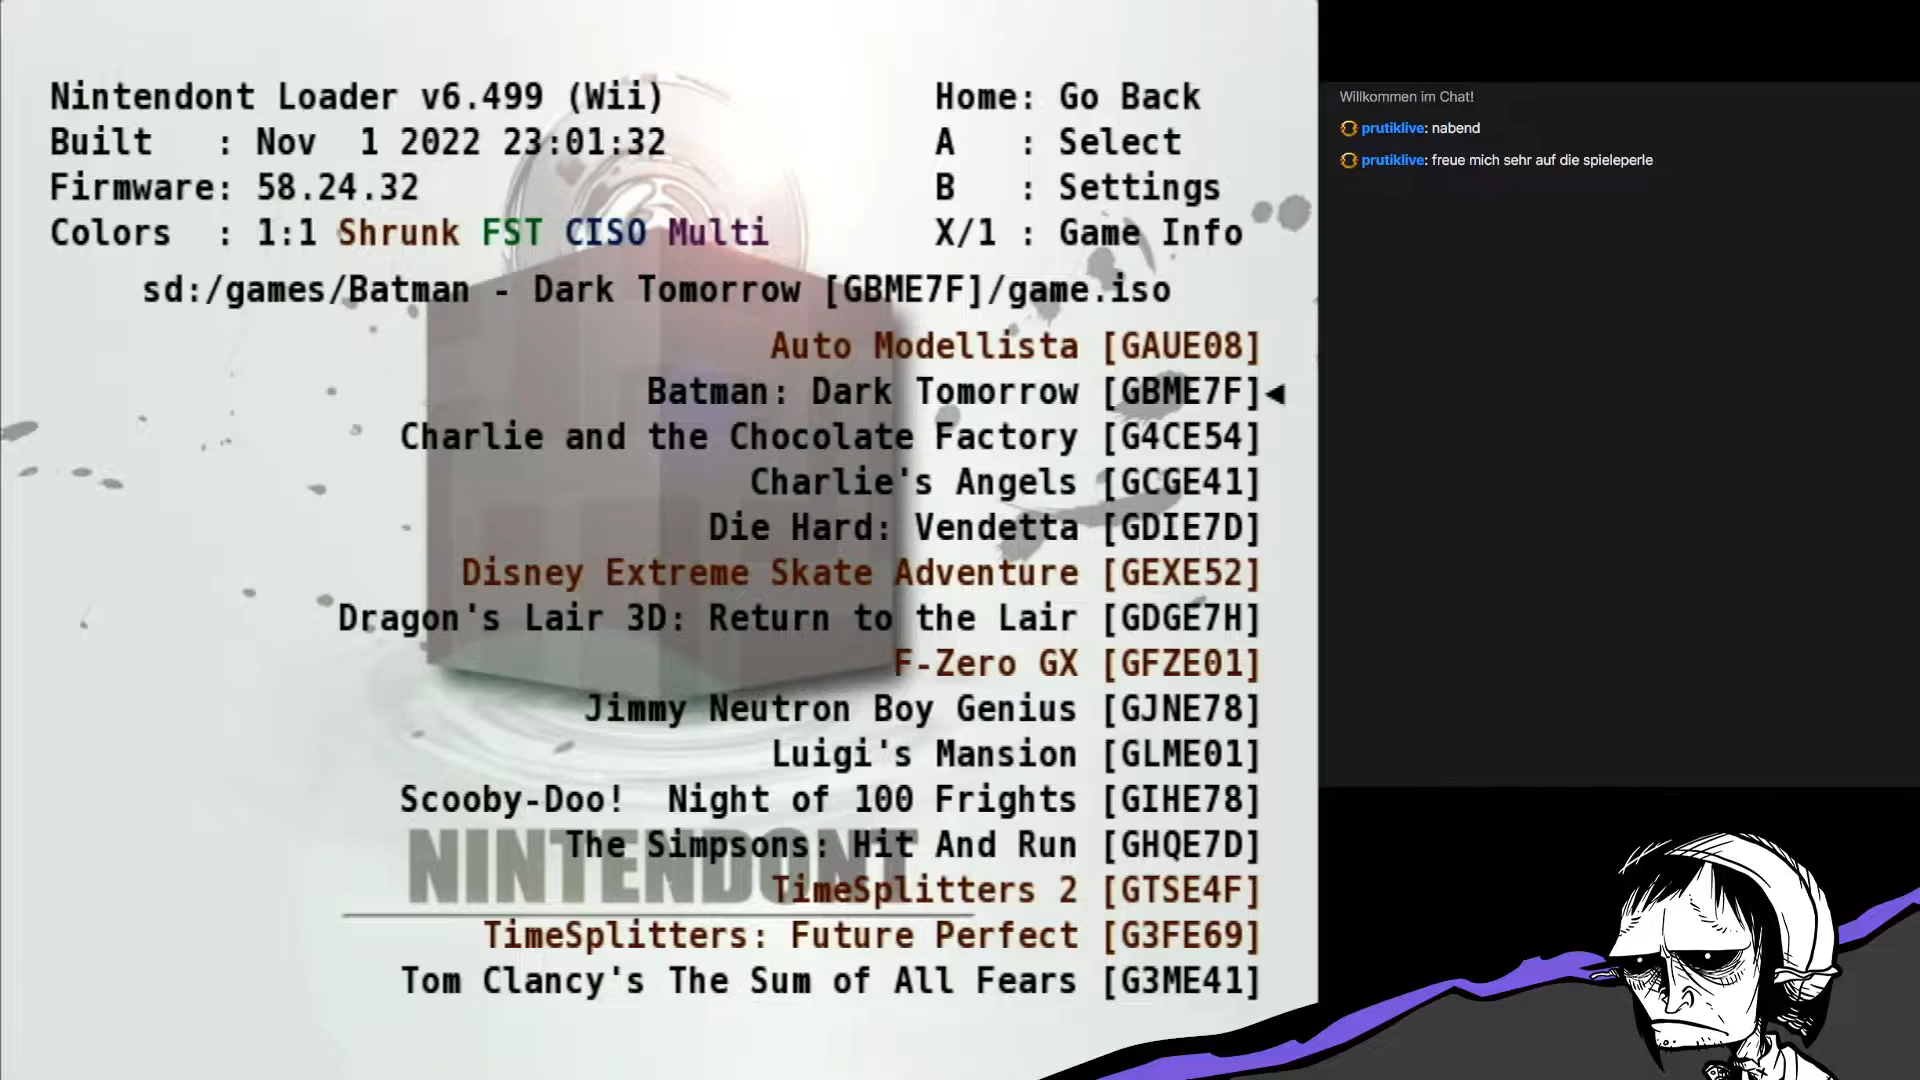 Nintendont Loader v6.499 (Wii)
Built   : Nov  1 2022 23:01:32
Firmware: 58.24.32
Colors  : 1:1 Shrunk FST CISO Multi
Home: Go Back
A   : Select
B   : Settings
X/1 : Game Info
sd:/games/Batman - Dark Tomorrow [GBME7F]/game.iso
Auto Modellista [GAUE08]
Batman: Dark Tomorrow [GBME7F]◀
Charlie and the Chocolate Factory [G4CE54]
Charlie's Angels [GCGE41]
Die Hard: Vendetta [GDIE7D]
Disney Extreme Skate Adventure [GEXE52]
Dragon's Lair 3D: Return to the Lair [GDGE7H]
F-Zero GX [GFZE01]
Jimmy Neutron Boy Genius [GJNE78]
Luigi's Mansion [GLME01]
Scooby-Doo!  Night of 100 Frights [GIHE78]
The Simpsons: Hit And Run [GHQE7D]
TimeSplitters 2 [GTSE4F]
TimeSplitters: Future Perfect [G3FE69]
Tom Clancy's The Sum of All Fears [G3ME41]
NINTENDONT
Willkommen im Chat!
prutiklive: nabend
prutiklive: freue mich sehr auf die spieleperle